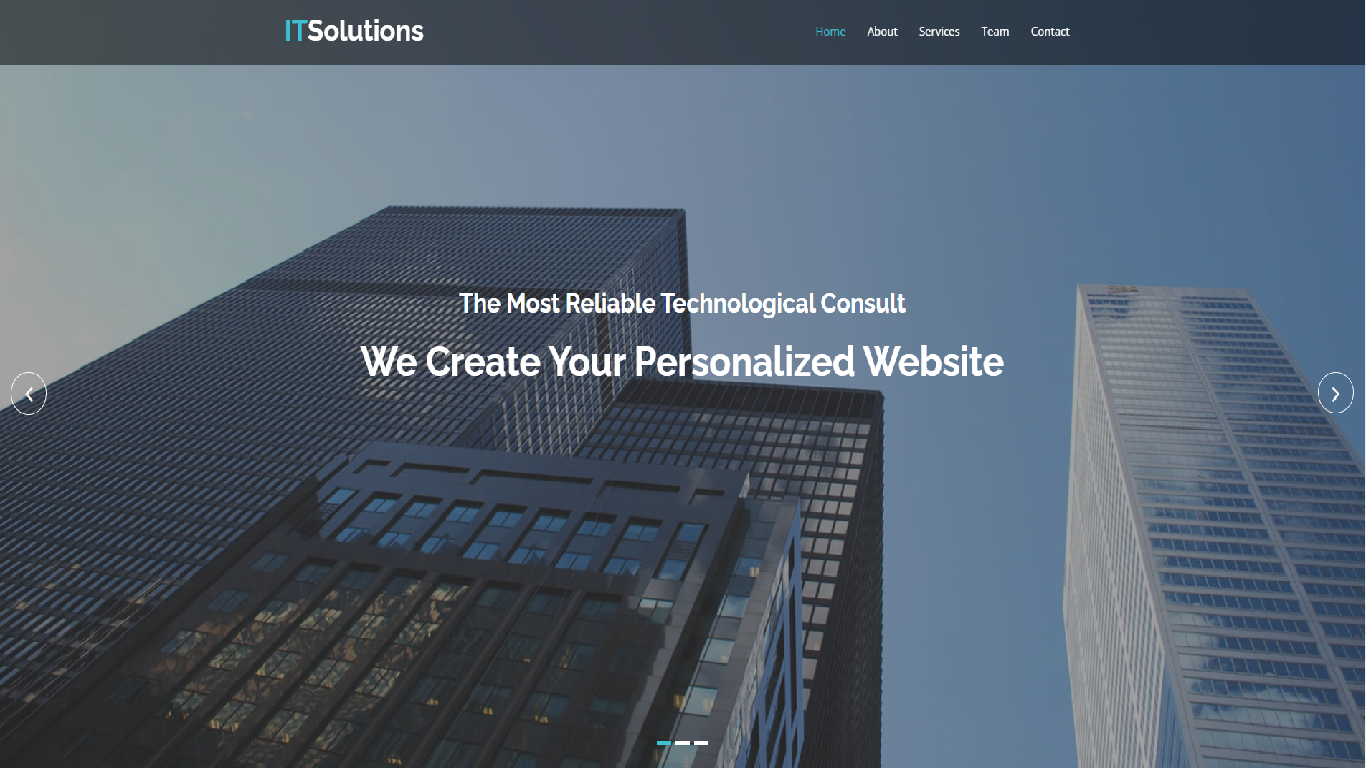 ITSolutions
Home About Services Team Contact
The Most Reliable Technological Consult
We Create Your Personalized Website